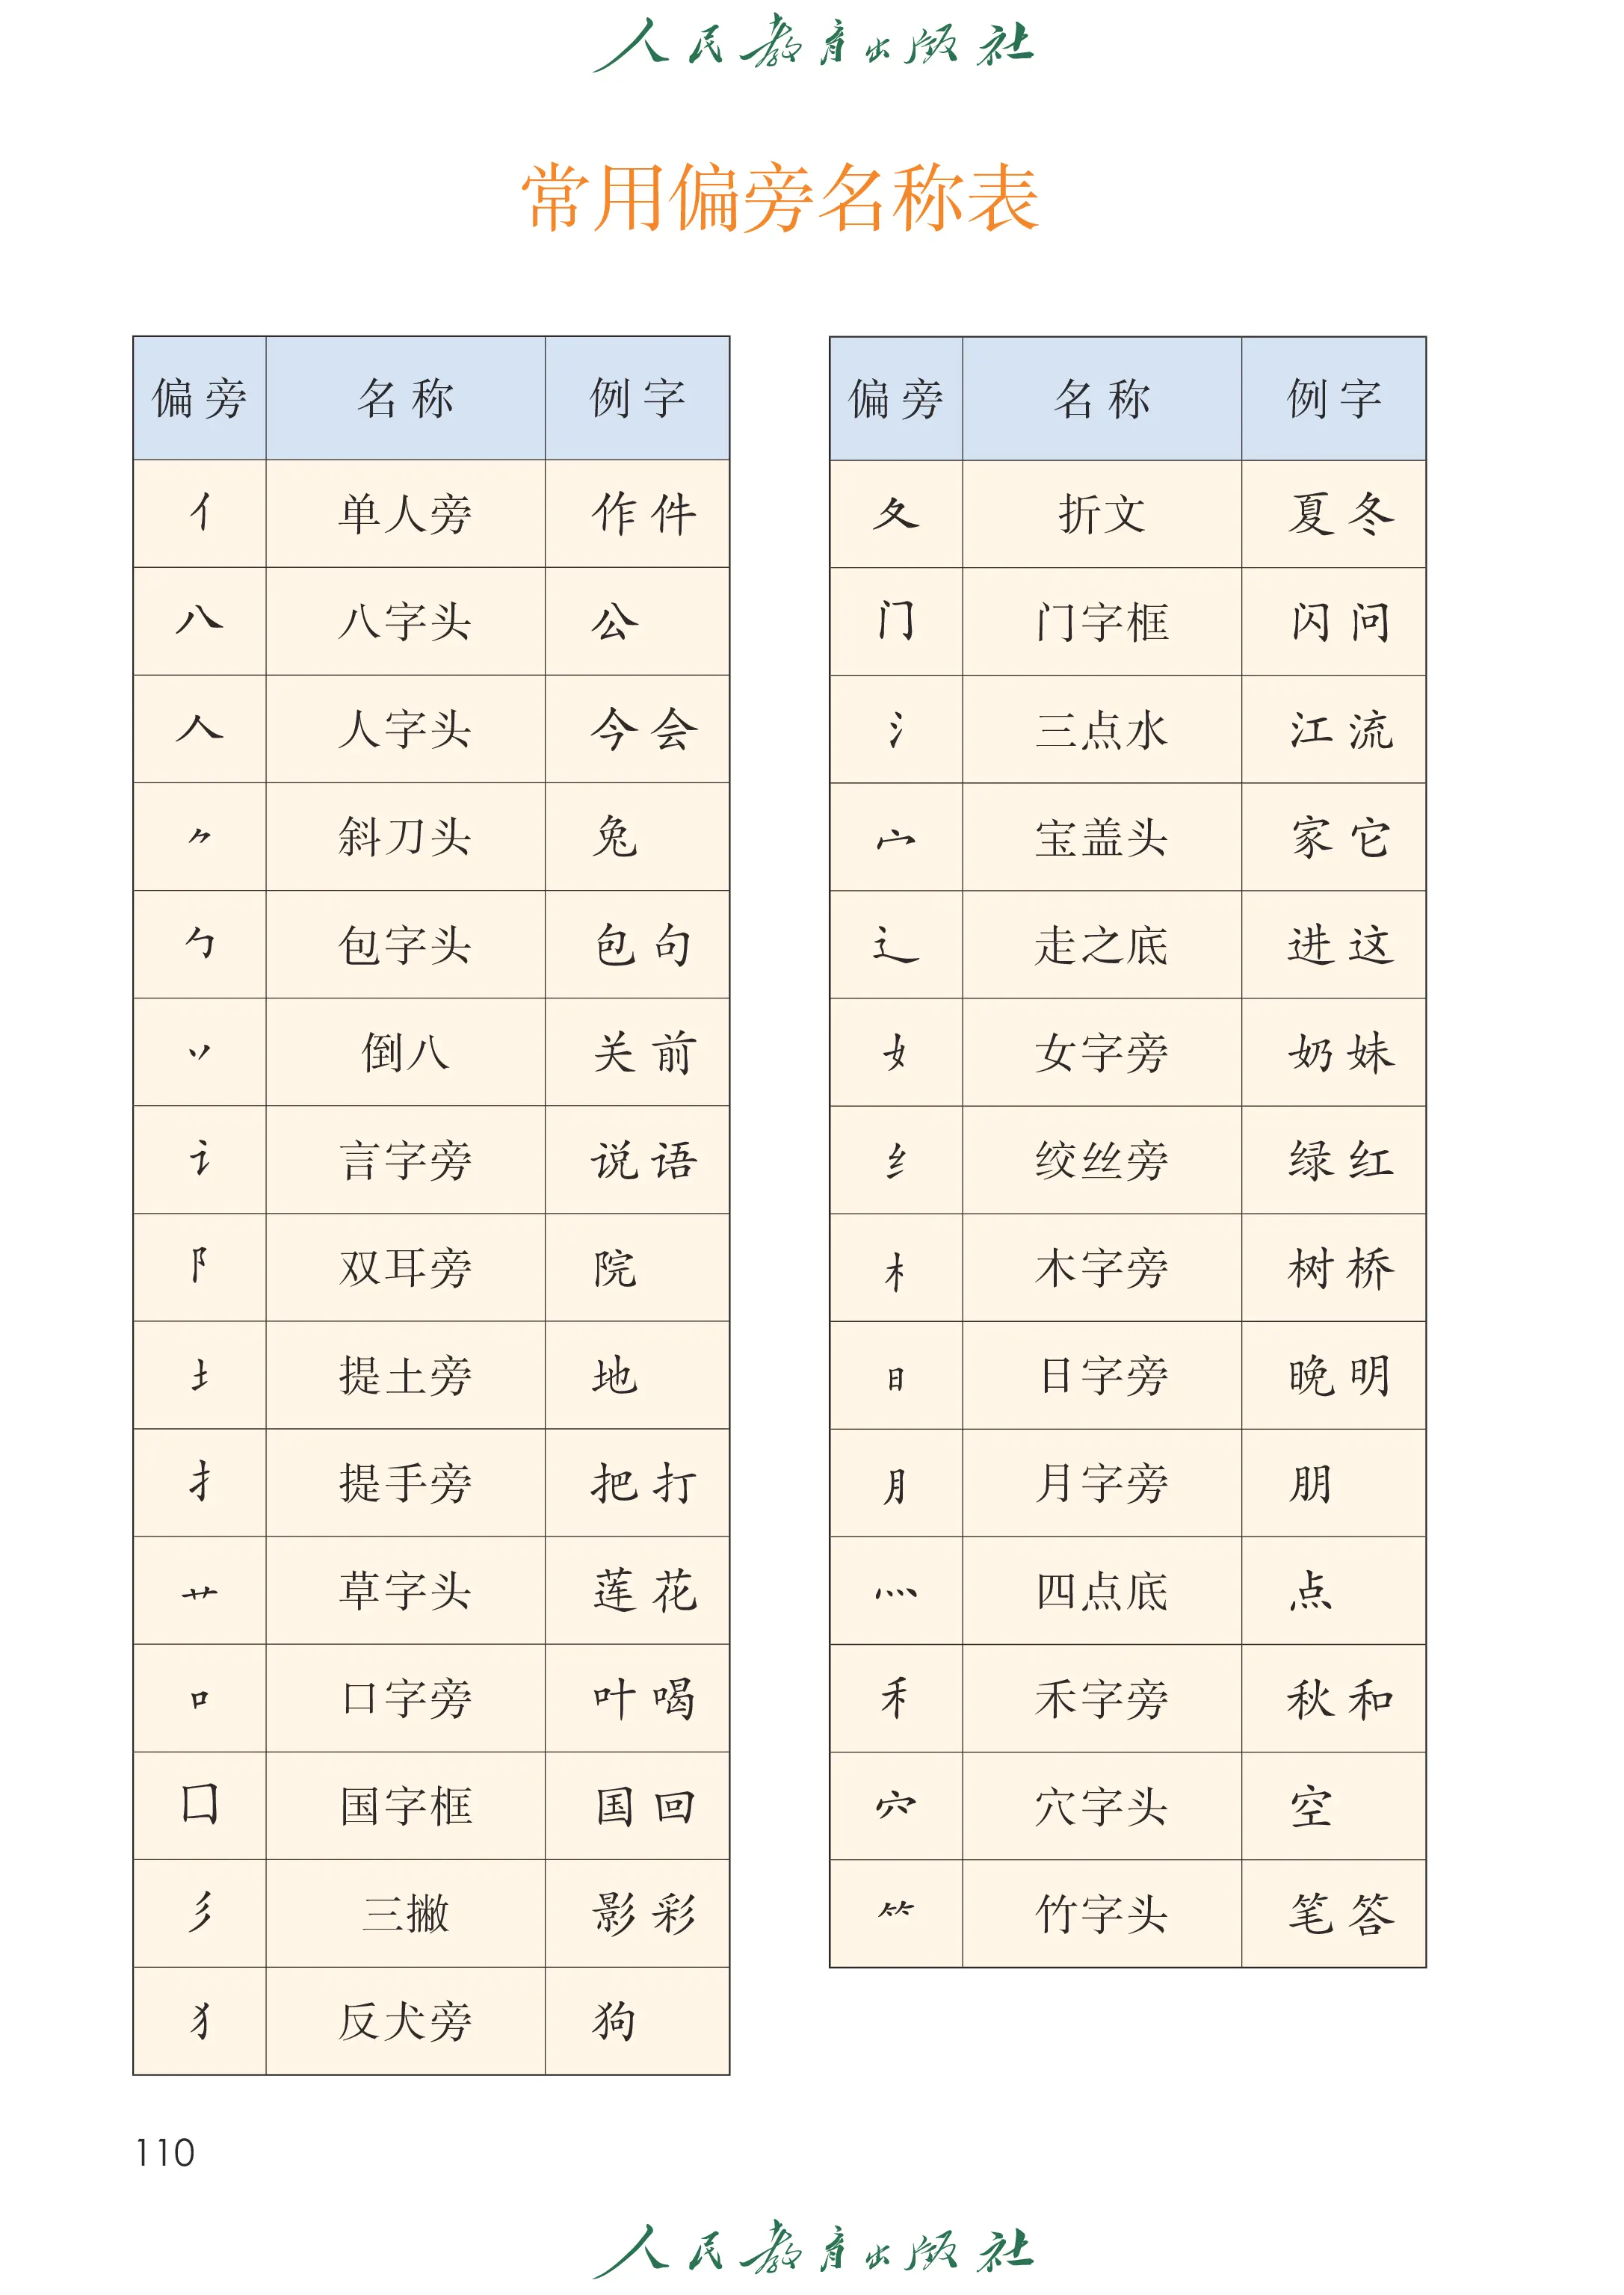 人民教育出版社
常用偏旁名称表
偏旁 名称 例字
亻 单人旁 作 件
八 八字头 公
人 人字头 今 会
⺈ 斜刀头 兔
勹 包字头 包 句
丷 倒八 关 前
讠 言字旁 说 语
阝 双耳旁 院
土 提土旁 地
扌 提手旁 把 打
艹 草字头 莲 花
口 口字旁 叶 喝
囗 国字框 国 回
彡 三撇 影 彩
犭 反犬旁 狗
偏旁 名称 例字
夂 折文 夏 冬
门 门字框 闪 问
氵 三点水 江 流
宀 宝盖头 家 它
辶 走之底 进 这
女 女字旁 奶 妹
纟 绞丝旁 绿 红
木 木字旁 树 桥
日 日字旁 晚 明
月 月字旁 朋
灬 四点底 点
禾 禾字旁 秋 和
穴 穴字头 空
⺮ 竹字头 笔 答
110
人民教育出版社